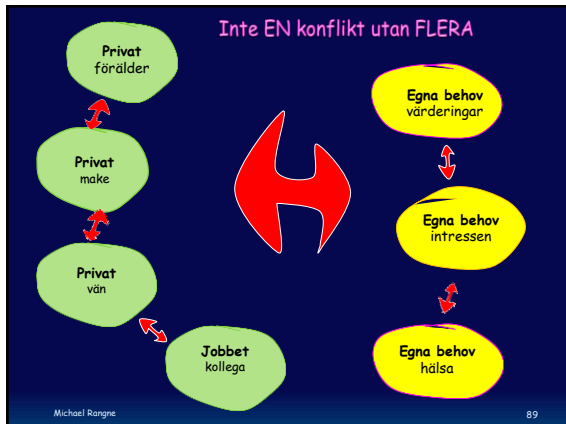 Inte EN konflikt utan FLERA
Privat
förälder
Privat
make
Privat
vän
Jobbet
kollega
Egna behov
värderingar
Egna behov
intressen
Egna behov
hälsa
Michael Rangne
89